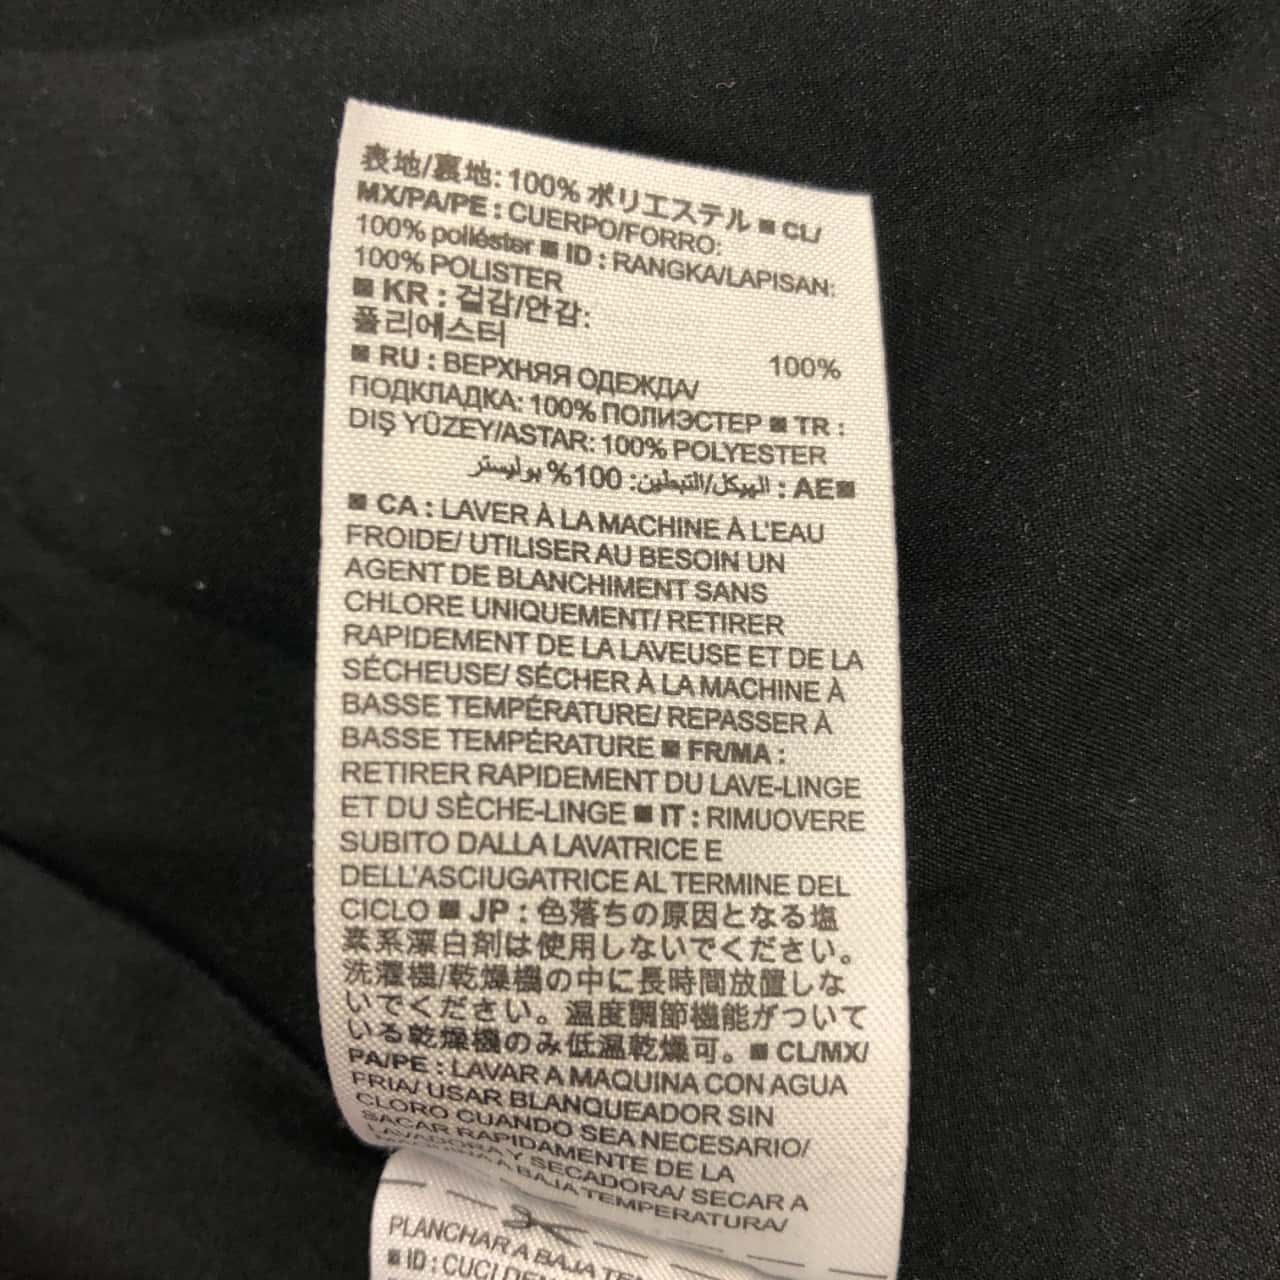 表地/裏地: 100% ポリエステル ■ CL/
MX/PA/PE : CUERPO/FORRO:
100% poliéster ■ ID : RANGKA/LAPISAN:
100% POLISTER
■ KR : 겉감/안감:
100%
폴리에스터
■ RU : ВЕРХНЯЯ ОДЕЖДА/
ПОДКЛАДКА: 100% ПОЛИЭСТЕР ■ TR :
DIŞ YÜZEY/ASTAR: 100% POLYESTER
■AE : الهيكل/التبطين: 100% بوليستر
■ CA : LAVER À LA MACHINE À L'EAU
FROIDE/ UTILISER AU BESOIN UN
AGENT DE BLANCHIMENT SANS
CHLORE UNIQUEMENT/ RETIRER
RAPIDEMENT DE LA LAVEUSE ET DE LA
SÉCHEUSE/ SÉCHER À LA MACHINE À
BASSE TEMPÉRATURE/ REPASSER À
BASSE TEMPÉRATURE ■ FR/MA :
RETIRER RAPIDEMENT DU LAVE-LINGE
ET DU SÈCHE-LINGE ■ IT : RIMUOVERE
SUBITO DALLA LAVATRICE E
DELL'ASCIUGATRICE AL TERMINE DEL
CICLO ■ JP : 色落ちの原因となる塩
素系漂白剤は使用しないでください。
洗濯機/乾燥機の中に長時間放置しな
いでください。温度調節機能がついて
いる乾燥機のみ低温乾燥可。■ CL/MX/
PA/PE : LAVAR A MAQUINA CON AGUA
FRIA/ USAR BLANQUEADOR SIN
CLORO CUANDO SEA NECESARIO/
SACAR RAPIDAMENTE DE LA
LAVADORA Y SECADORA/ SECAR A
MAQUINA A BAJA TEMPERATURA/
PLANCHAR A BAJA
■ ID : CUCI